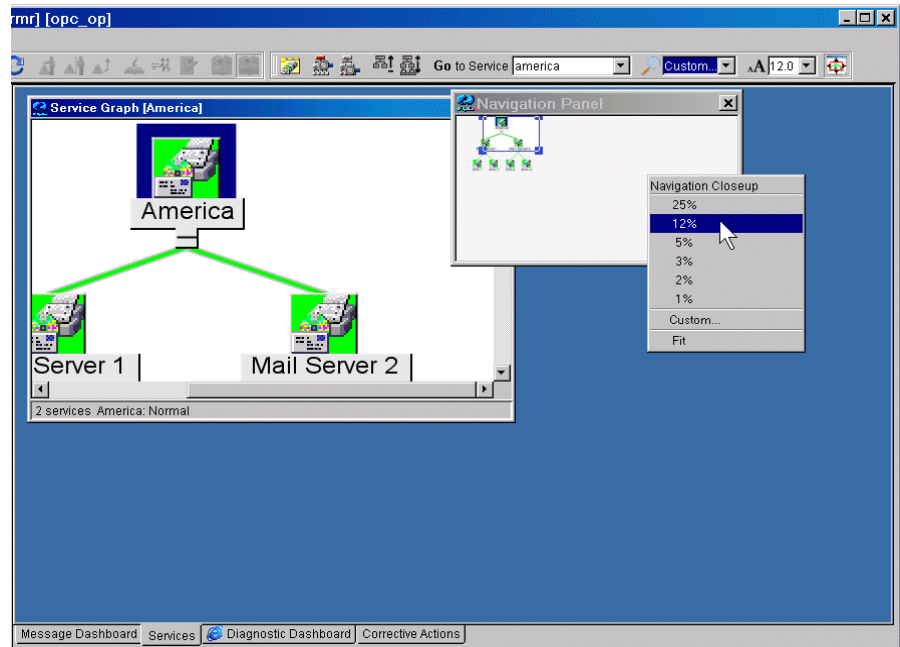 rmr] [opc_op]
Go to Service america Custom... AA 12.0
Service Graph [America]
America
Server 1
Mail Server 2
2 services America: Normal
Navigation Panel
Navigation Closeup
25%
12%
5%
3%
2%
1%
Custom...
Fit
Message Dashboard Services Diagnostic Dashboard Corrective Actions